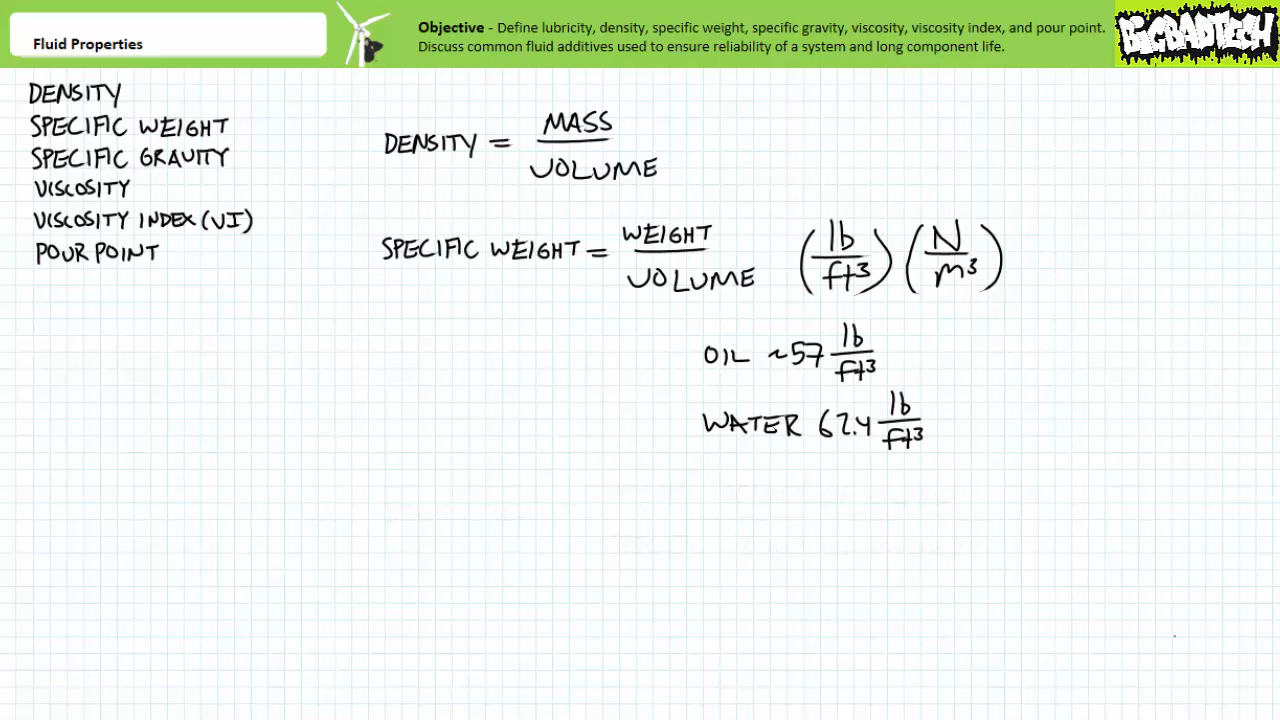 Fluid Properties
Objective - Define lubricity, density, specific weight, specific gravity, viscosity, viscosity index, and pour point.
Discuss common fluid additives used to ensure reliability of a system and long component life.
BIGBADTECH
DENSITY
SPECIFIC WEIGHT
SPECIFIC GRAVITY
VISCOSITY
VISCOSITY INDEX (VI)
POUR POINT
DENSITY = MASS / VOLUME
SPECIFIC WEIGHT = WEIGHT / VOLUME (lb / ft³) (N / m³)
OIL ~57 lb / ft³
WATER 62.4 lb / ft³